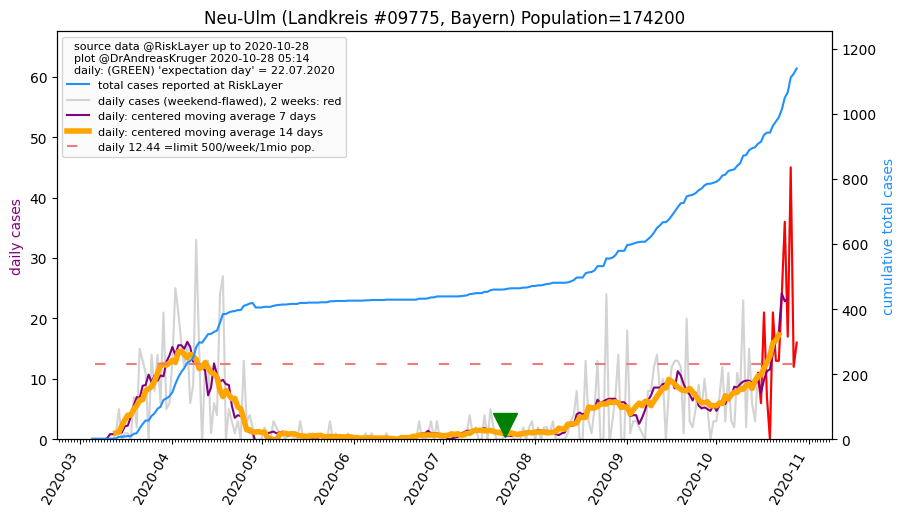 Neu-Ulm (Landkreis #09775, Bayern) Population=174200
source data @RiskLayer up to 2020-10-28
plot @DrAndreasKruger 2020-10-28 05:14
daily: (GREEN) 'expectation day' = 22.07.2020
total cases reported at RiskLayer
daily cases (weekend-flawed), 2 weeks: red
daily: centered moving average 7 days
daily: centered moving average 14 days
daily 12.44 =limit 500/week/1mio pop.
daily cases
60
50
40
30
20
10
0
1200
1000
800
600
400
200
0
cumulative total cases
2020-03
2020-04
2020-05
2020-06
2020-07
2020-08
2020-09
2020-10
2020-11